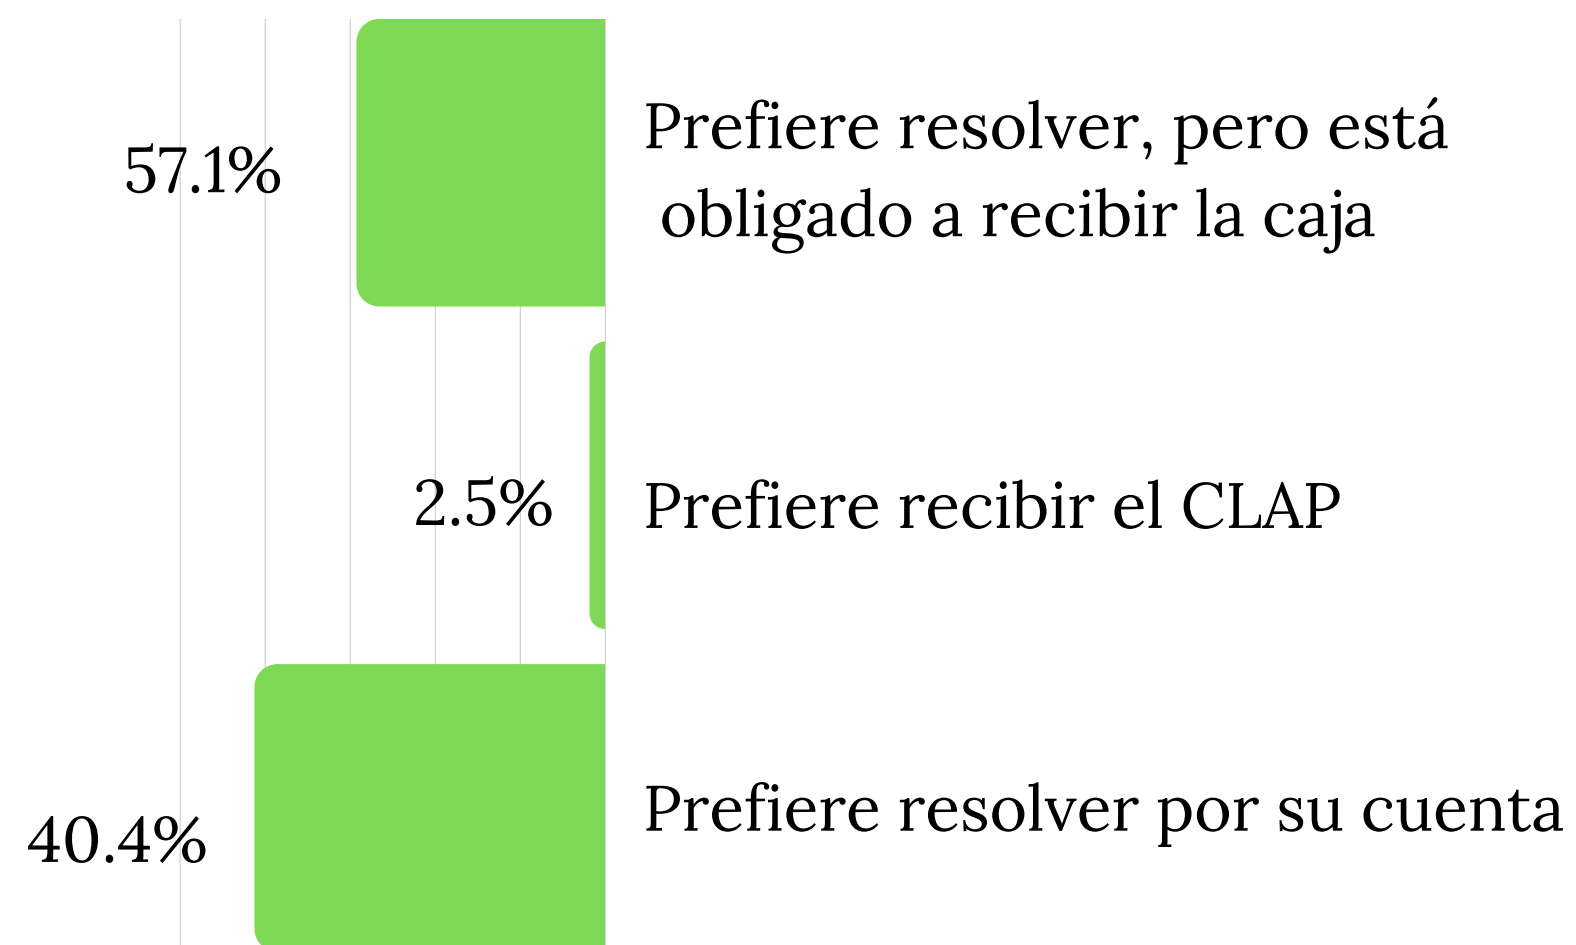 57.1%
Prefiere resolver, pero está
obligado a recibir la caja
2.5%
Prefiere recibir el CLAP
40.4%
Prefiere resolver por su cuenta